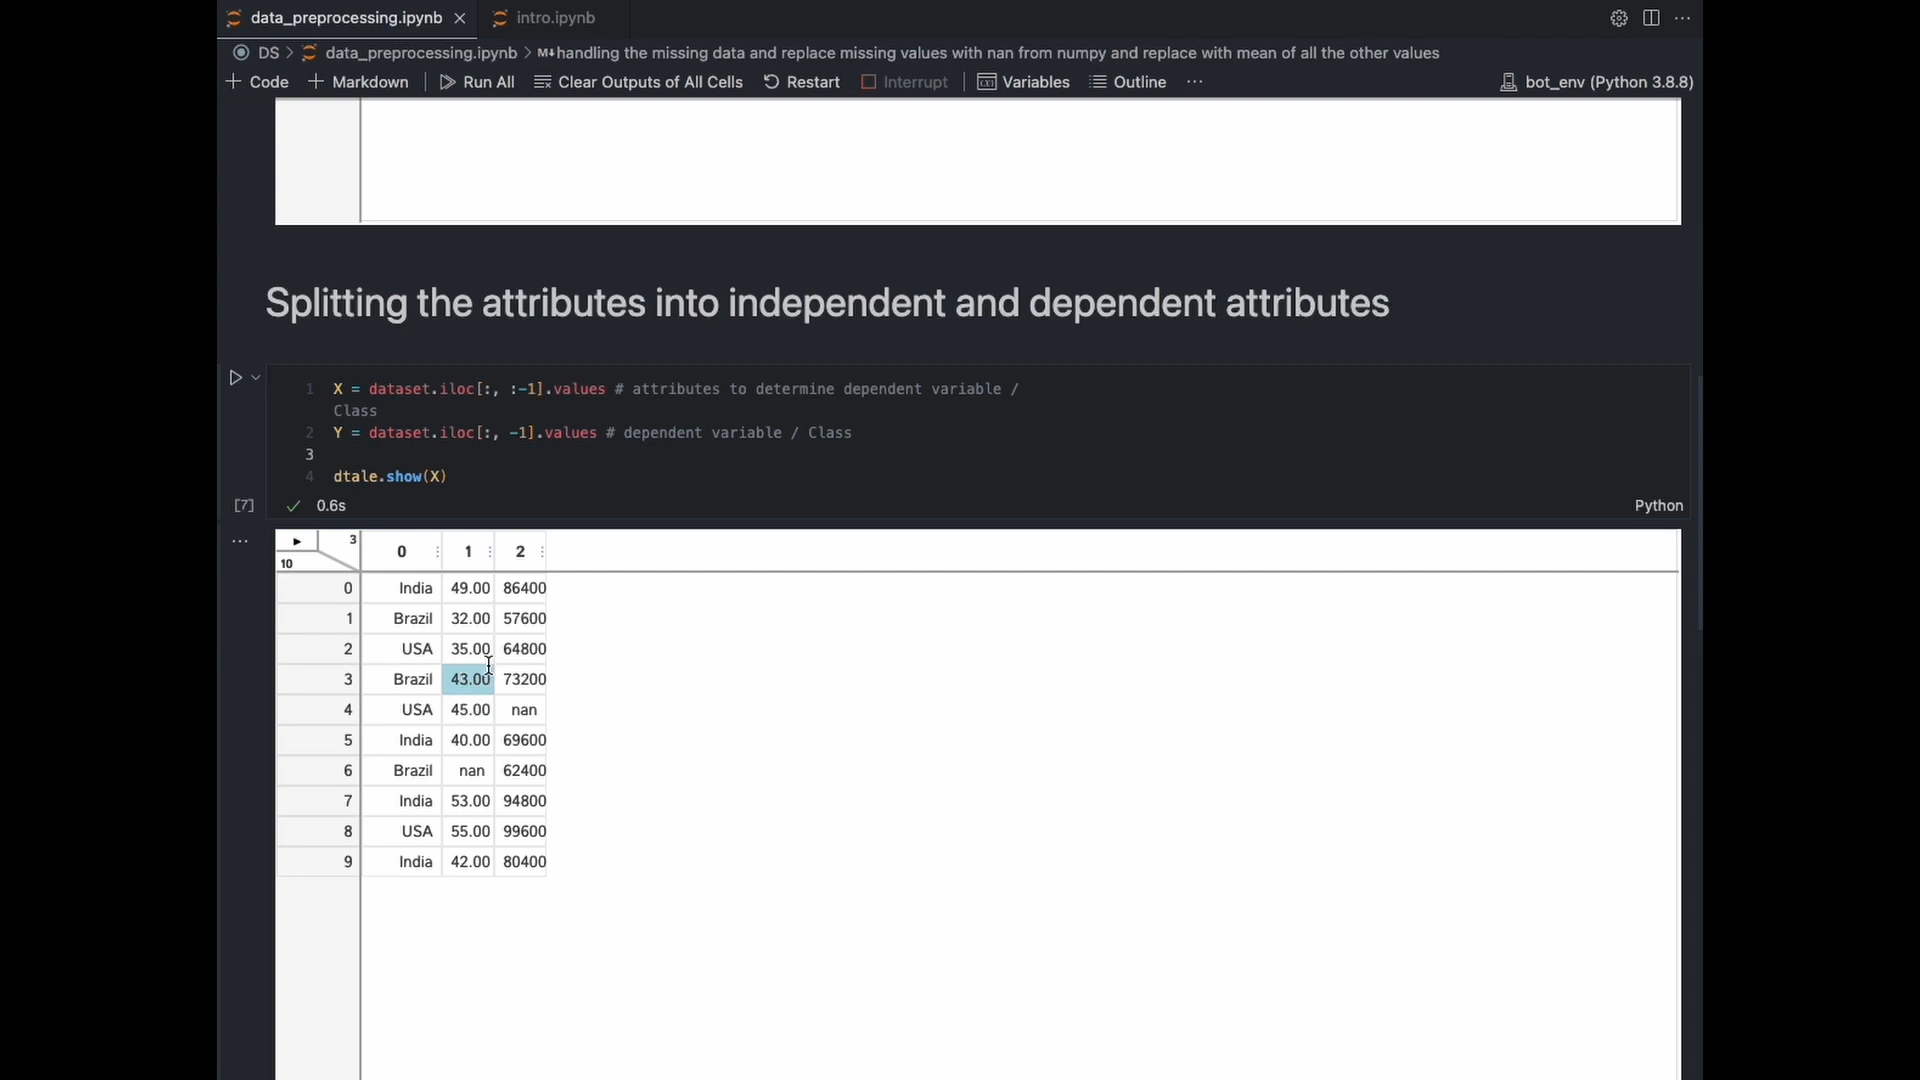 data_preprocessing.ipynb intro.ipynb
DS > data_preprocessing.ipynb > M↓handling the missing data and replace missing values with nan from numpy and replace with mean of all the other values
+ Code + Markdown Run All Clear Outputs of All Cells Restart Interrupt Variables Outline ... bot_env (Python 3.8.8)
Splitting the attributes into independent and dependent attributes
1 X = dataset.iloc[:, :-1].values # attributes to determine dependent variable /
Class
2 Y = dataset.iloc[:, -1].values # dependent variable / Class
3
4 dtale.show(X)
[7] 0.6s Python
3
10
0 1 2
0 India 49.00 86400
1 Brazil 32.00 57600
2 USA 35.00 64800
3 Brazil 43.00 73200
4 USA 45.00 nan
5 India 40.00 69600
6 Brazil nan 62400
7 India 53.00 94800
8 USA 55.00 99600
9 India 42.00 80400